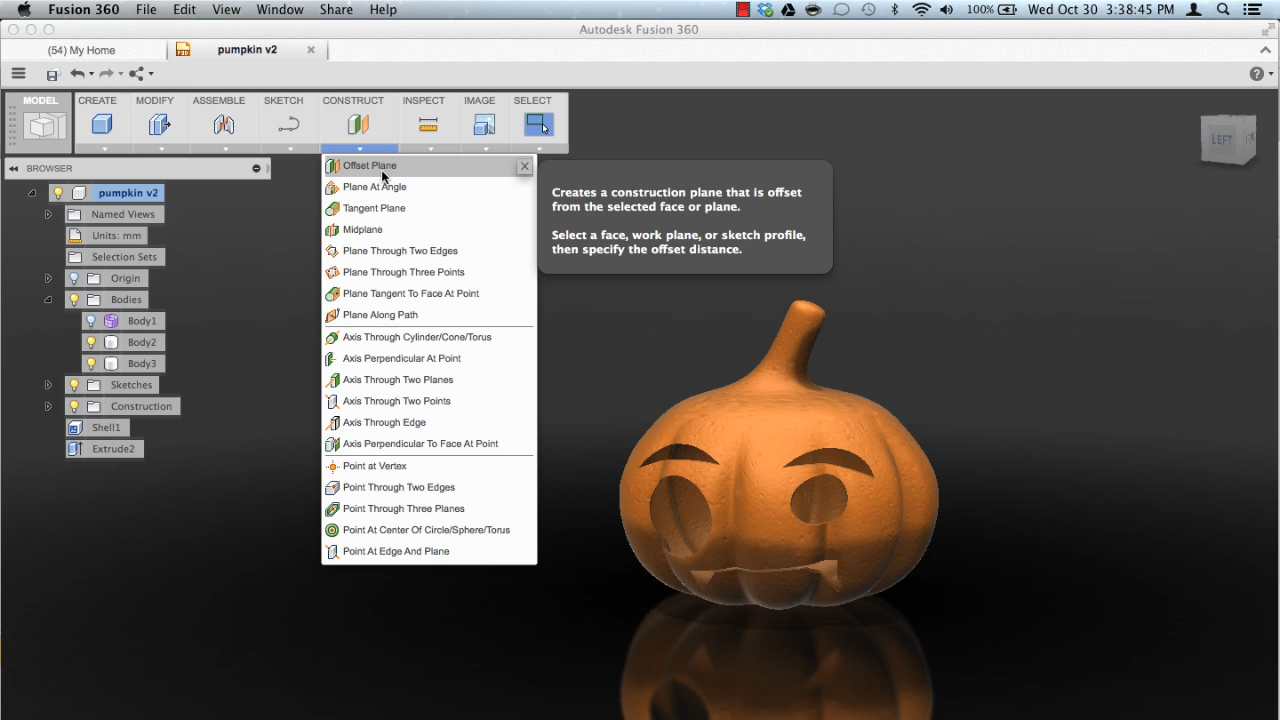 Fusion 360 File Edit View Window Share Help 100% Wed Oct 30 3:38:45 PM
Autodesk Fusion 360
(54) My Home pumpkin v2
MODEL CREATE MODIFY ASSEMBLE SKETCH CONSTRUCT INSPECT IMAGE SELECT
LEFT
BROWSER
pumpkin v2
Named Views
Units: mm
Selection Sets
Origin
Bodies
Body1
Body2
Body3
Sketches
Construction
Shell1
Extrude2
Offset Plane
Plane At Angle
Tangent Plane
Midplane
Plane Through Two Edges
Plane Through Three Points
Plane Tangent To Face At Point
Plane Along Path
Axis Through Cylinder/Cone/Torus
Axis Perpendicular At Point
Axis Through Two Planes
Axis Through Two Points
Axis Through Edge
Axis Perpendicular To Face At Point
Point at Vertex
Point Through Two Edges
Point Through Three Planes
Point At Center Of Circle/Sphere/Torus
Point At Edge And Plane
Creates a construction plane that is offset
from the selected face or plane.
Select a face, work plane, or sketch profile,
then specify the offset distance.